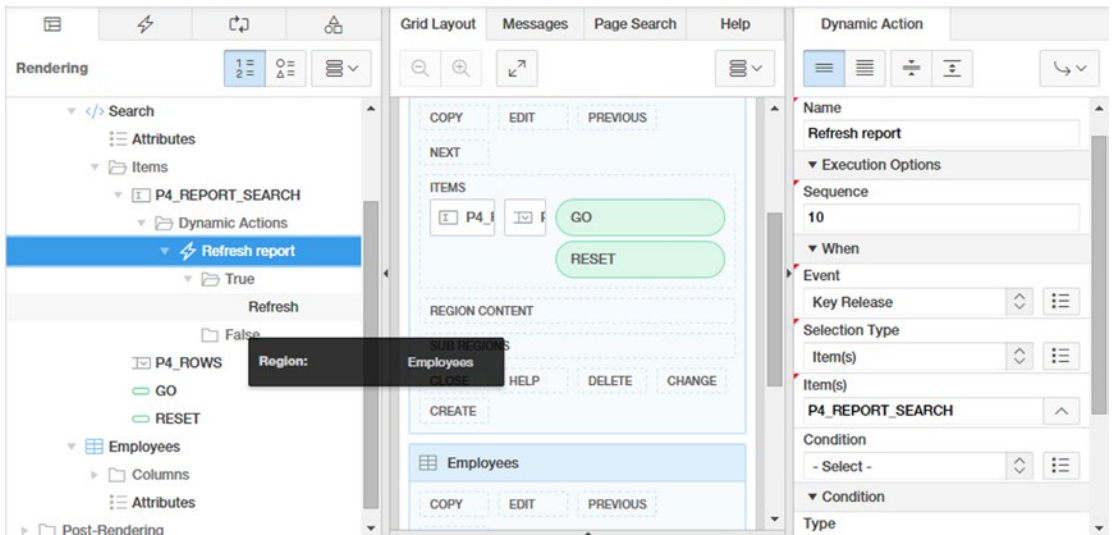 Rendering
Search
Attributes
Items
P4_REPORT_SEARCH
Dynamic Actions
Refresh report
True
Refresh
False
P4_ROWS
GO
RESET
Employees
Columns
Attributes
Post-Rendering
Region: Employees
Grid Layout Messages Page Search Help
COPY EDIT PREVIOUS
NEXT
ITEMS
P4_
GO
RESET
REGION CONTENT
SUB REGIONS
CLOSE HELP DELETE CHANGE
CREATE
Employees
COPY EDIT PREVIOUS
Dynamic Action
Name
Refresh report
Execution Options
Sequence
10
When
Event
Key Release
Selection Type
Item(s)
Item(s)
P4_REPORT_SEARCH
Condition
- Select -
Condition
Type